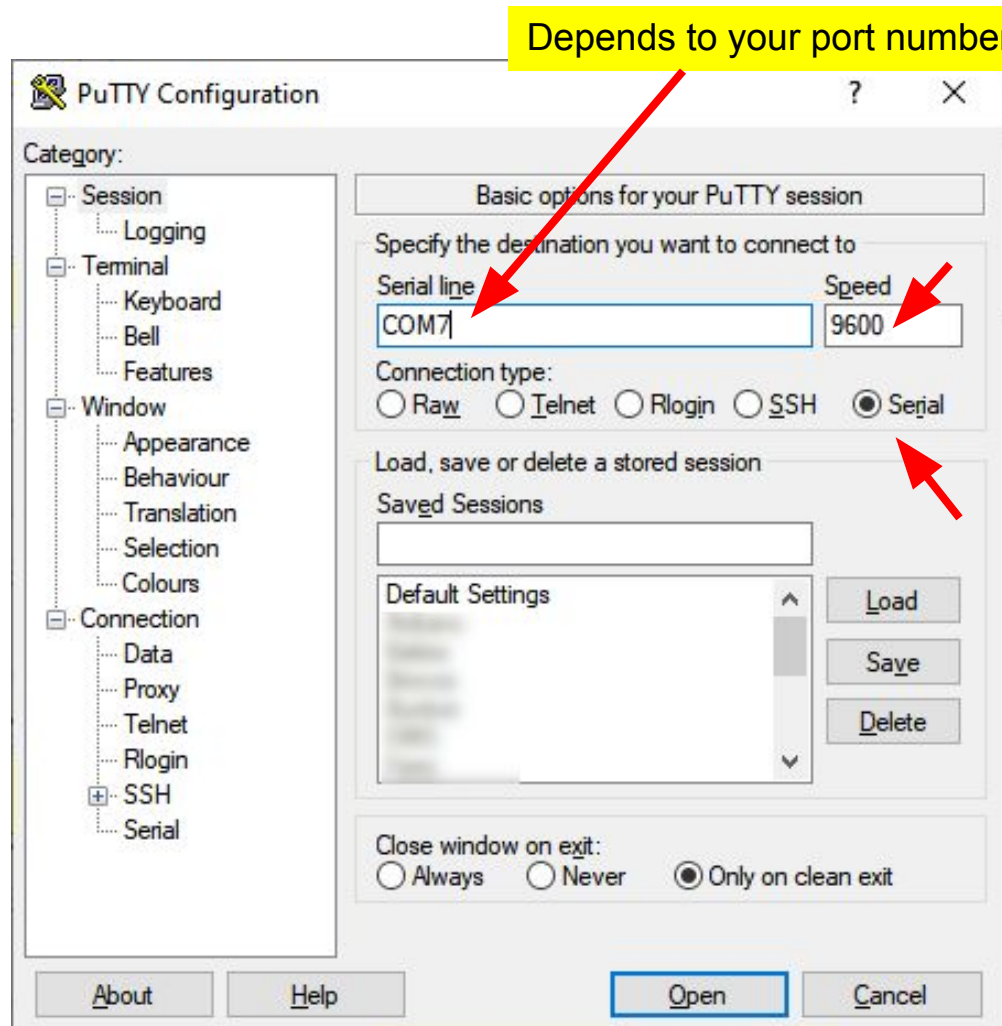 Depends to your port number
PuTTY Configuration
?
Category:
Session
Logging
Terminal
Keyboard
Bell
Features
Window
Appearance
Behaviour
Translation
Selection
Colours
Connection
Data
Proxy
Telnet
Rlogin
SSH
Serial
Basic options for your PuTTY session
Specify the destination you want to connect to
Serial line Speed
COM7 9600
Connection type:
Raw Telnet Rlogin SSH Serial
Load, save or delete a stored session
Saved Sessions
Default Settings
Load
Save
Delete
Close window on exit:
Always Never Only on clean exit
About Help Open Cancel